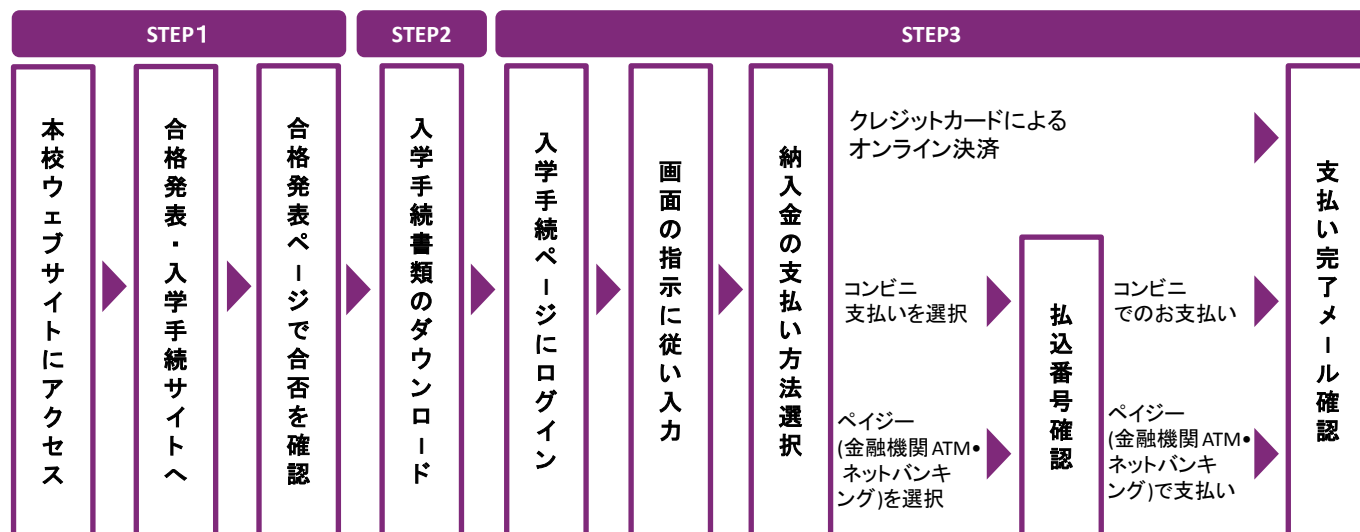 STEP1
STEP2
STEP3
本校ウェブサイトにアクセス
合格発表・入学手続サイトへ
合格発表ページで合否を確認
入学手続書類のダウンロード
入学手続ページにログイン
画面の指示に従い入力
納入金の支払い方法選択
クレジットカードによる
オンライン決済
コンビニ
支払いを選択
ペイジー
(金融機関ATM•
ネットバンキ
ング)を選択
払込番号確認
コンビニ
でのお支払い
ペイジー
(金融機関ATM•
ネットバンキ
ング)で支払い
支払い完了メール確認